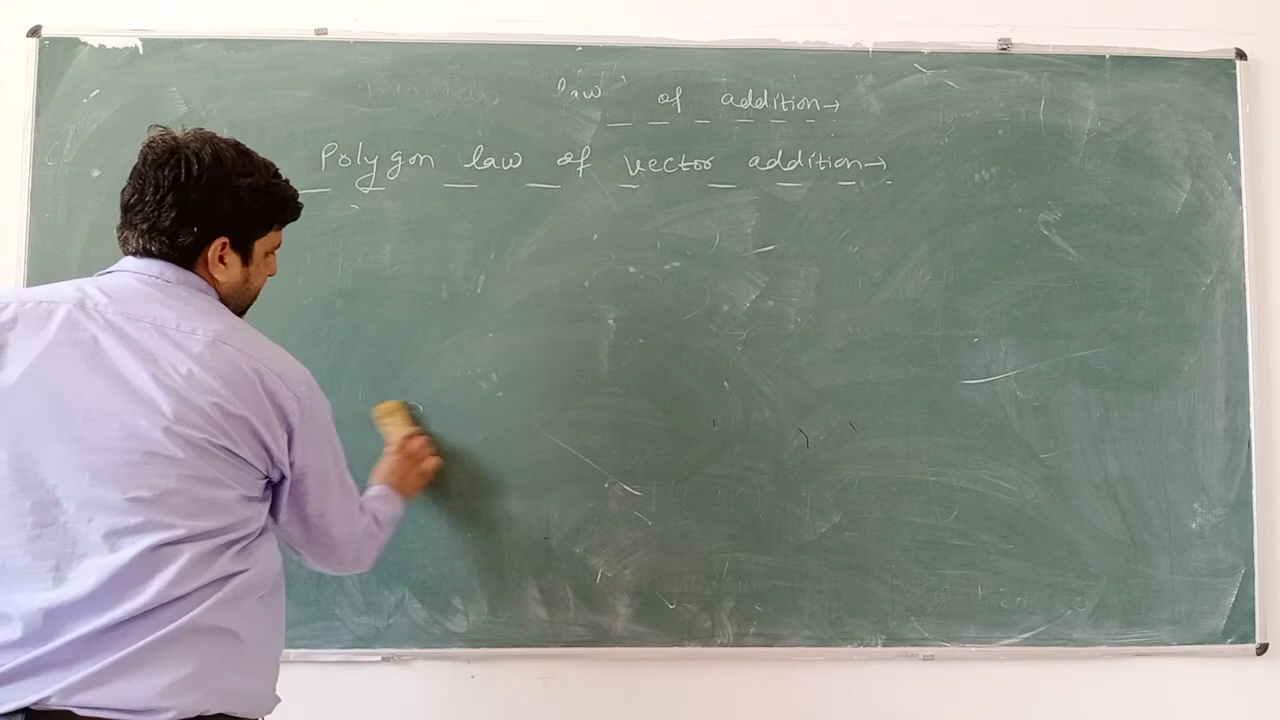 law of addition→
Polygon law of vector addition→